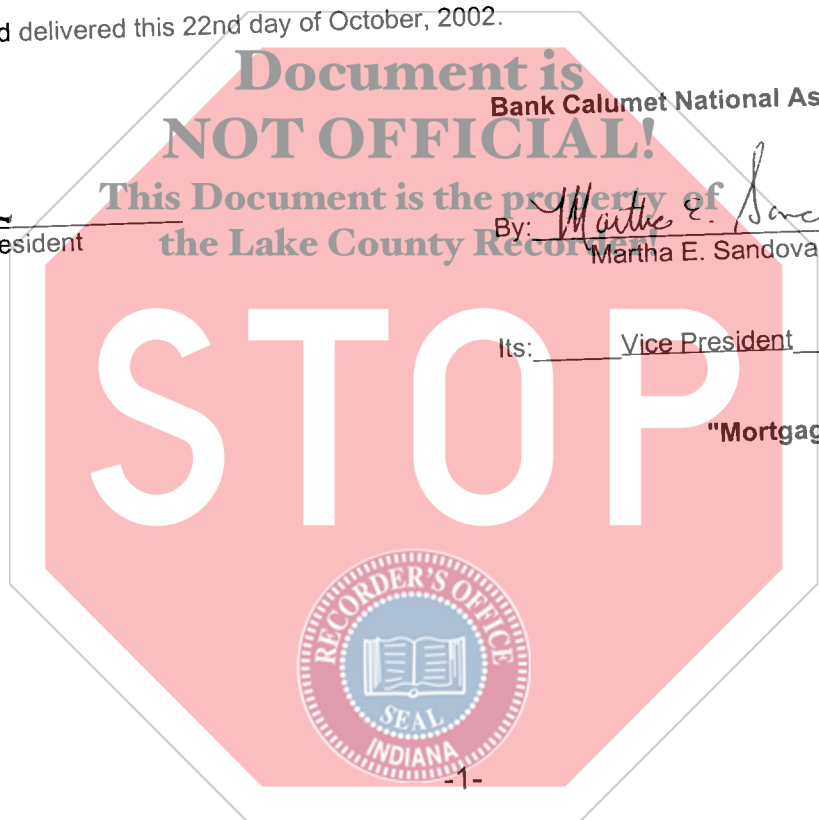 d delivered this 22nd day of October, 2002.
Document is
NOT OFFICIAL!
This Document is the property of
the Lake County Recorder!
Bank Calumet National As
esident
By: Martha E. Sanc
Martha E. Sandova
Its: Vice President
"Mortgag
STOP
RECORDER'S OFFICE
SEAL
INDIANA
-1-